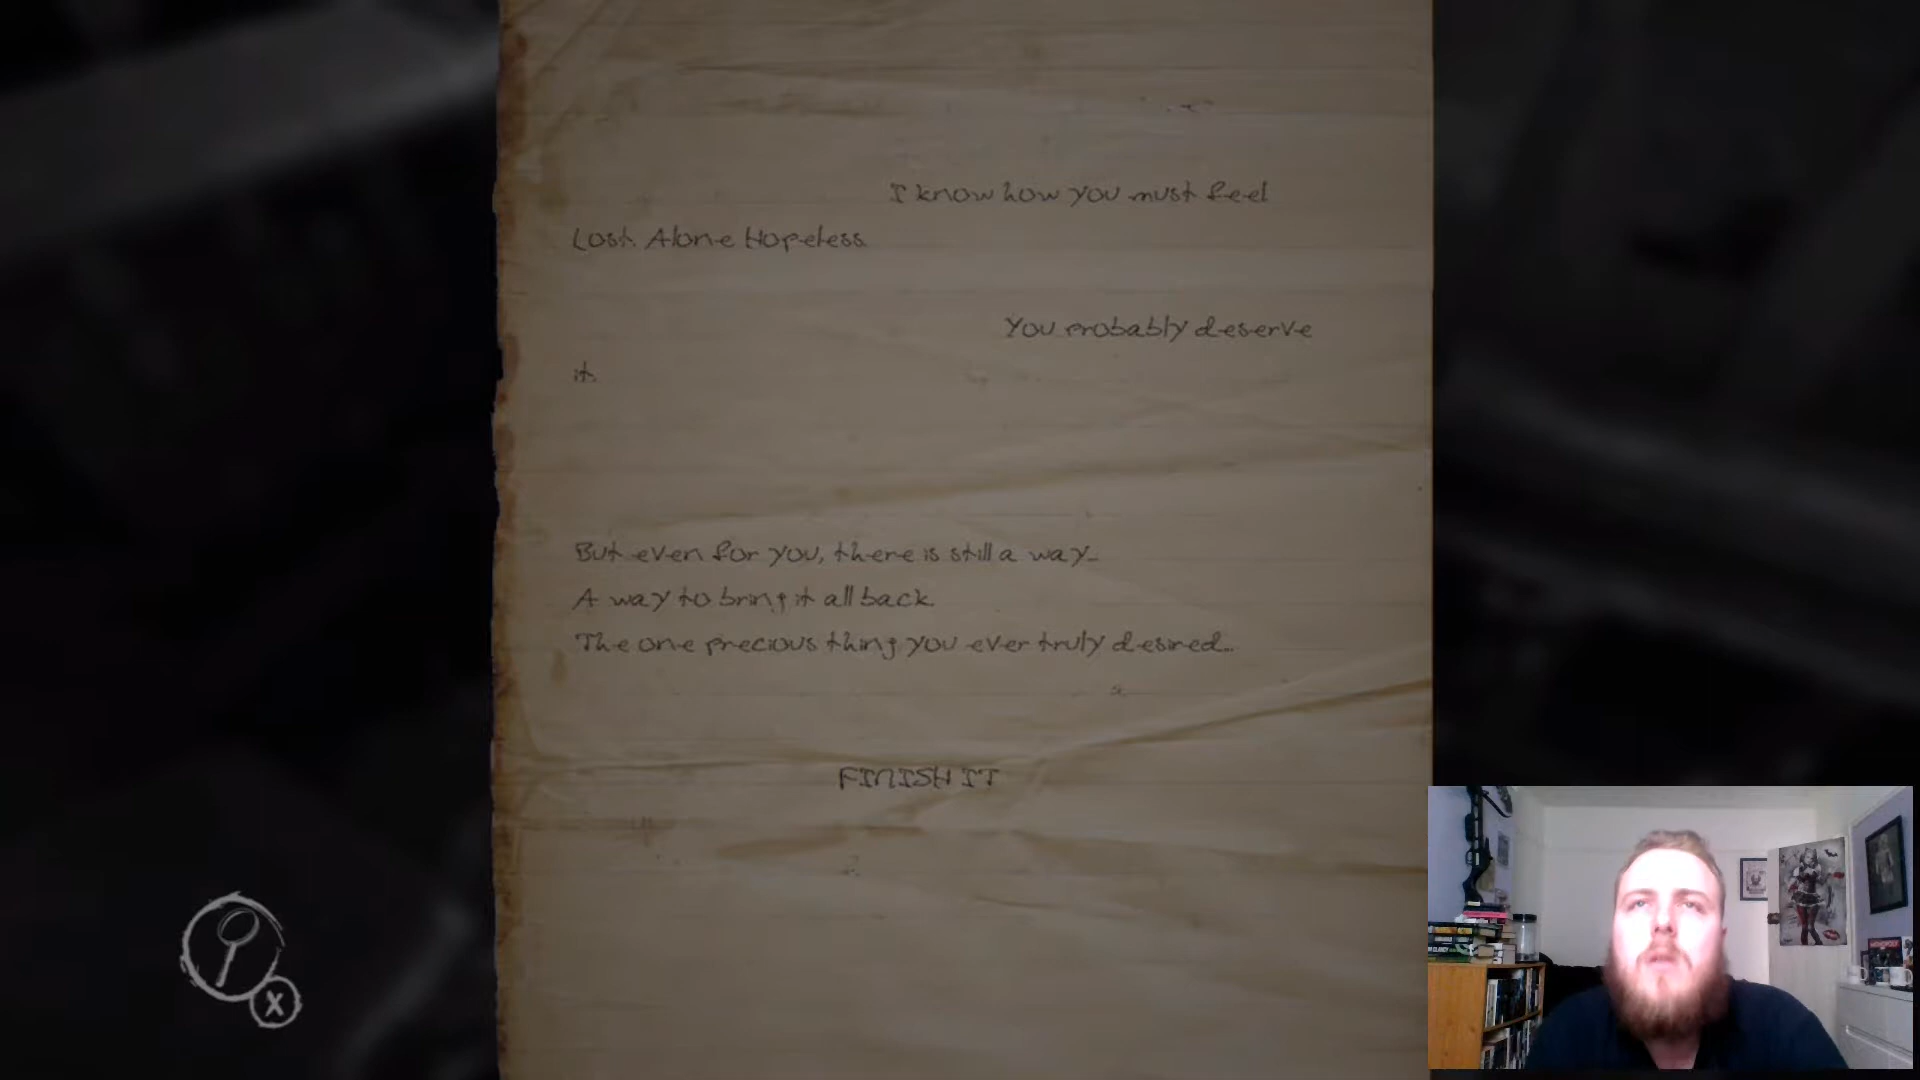 I know how you must feel
Lost. Alone Hopeless.
You probably deserve
it.
But even for you, there is still a way...
A way to bring it all back.
The one precious thing you ever truly desired...
FINISH IT
X